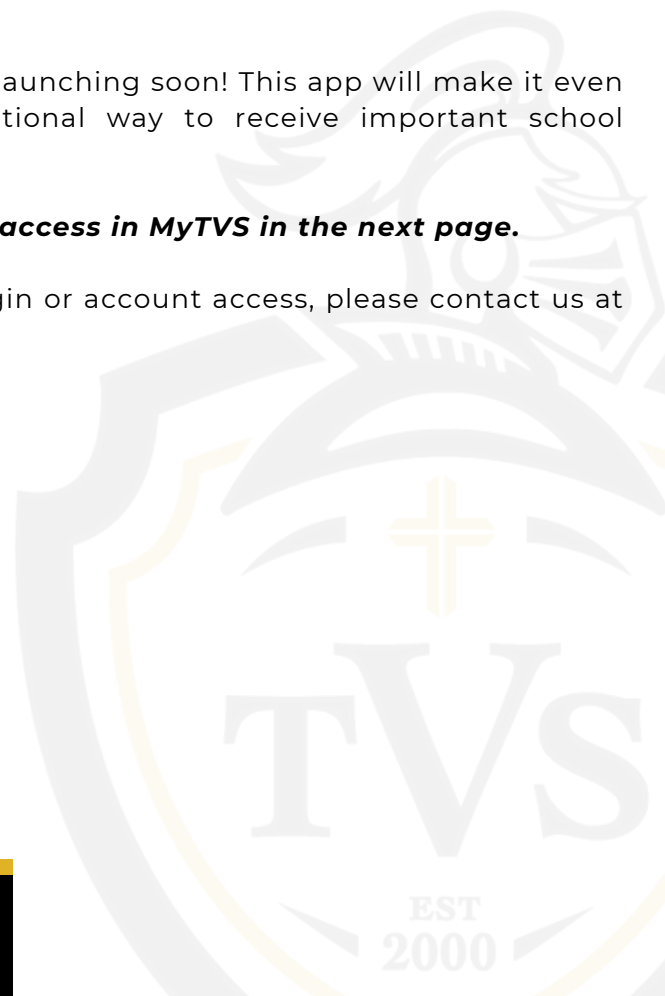 aunching soon! This app will make it even
tional way to receive important school
access in MyTVS in the next page.
gin or account access, please contact us at
TVS
EST
2000